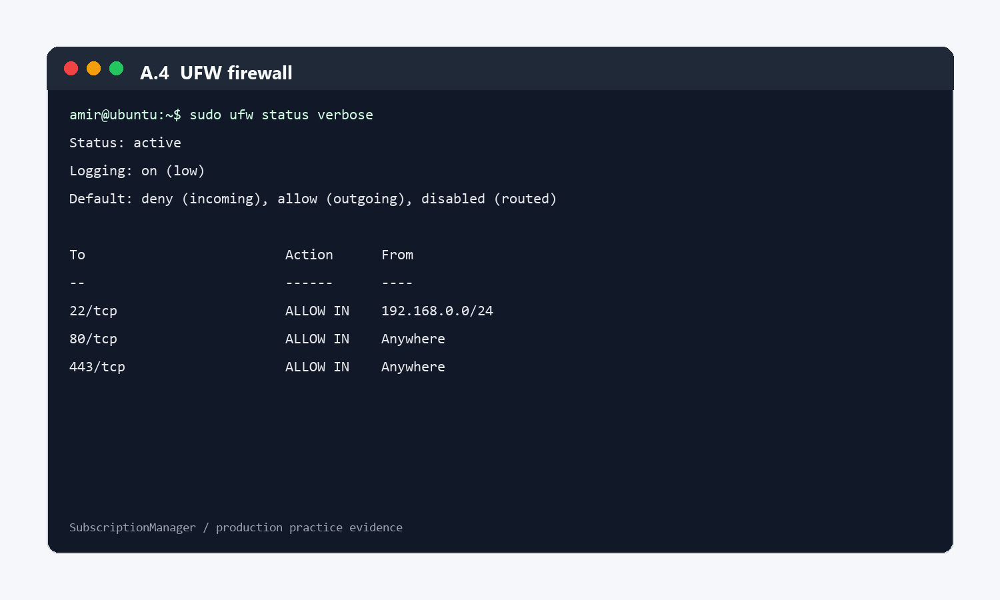 A.4  UFW firewall
amir@ubuntu:~$ sudo ufw status verbose
Status: active
Logging: on (low)
Default: deny (incoming), allow (outgoing), disabled (routed)
To                         Action      From
--                         ------      ----
22/tcp                     ALLOW IN    192.168.0.0/24
80/tcp                     ALLOW IN    Anywhere
443/tcp                    ALLOW IN    Anywhere
SubscriptionManager / production practice evidence